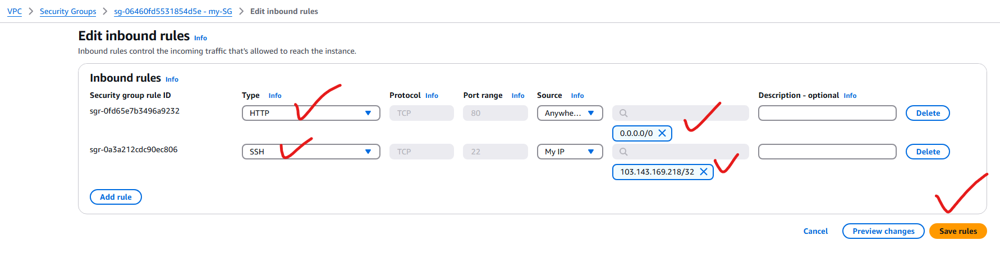 VPC > Security Groups > sg-06460fd5531854d5e - my-SG > Edit inbound rules
Edit inbound rules Info
Inbound rules control the incoming traffic that's allowed to reach the instance.
Inbound rules Info
Security group rule ID Type Info Protocol Info Port range Info Source Info Description - optional Info
sgr-0fd65e7b3496a9232 HTTP TCP 80 Anywhe... Delete
0.0.0.0/0
sgr-0a3a212cdc90ec806 SSH TCP 22 My IP Delete
103.143.169.218/32
Add rule
Cancel Preview changes Save rules